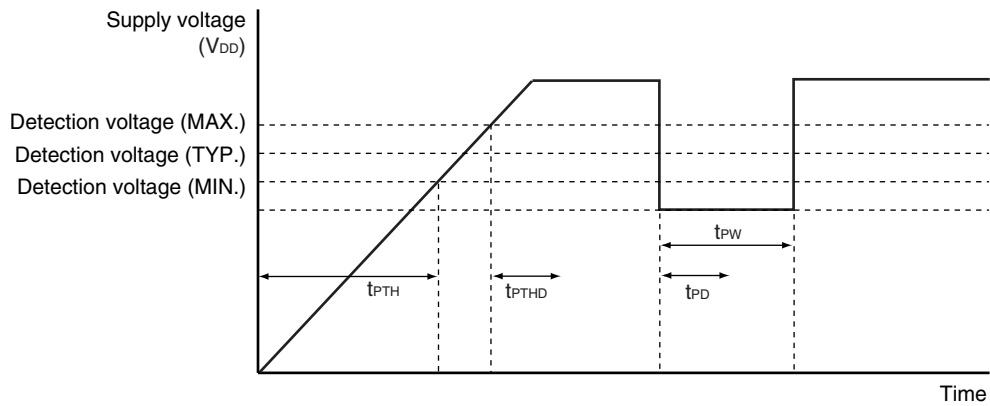 Supply voltage
(VDD)
Detection voltage (MAX.)
Detection voltage (TYP.)
Detection voltage (MIN.)
tPW
tPTH
tPTHD
tPD
Time